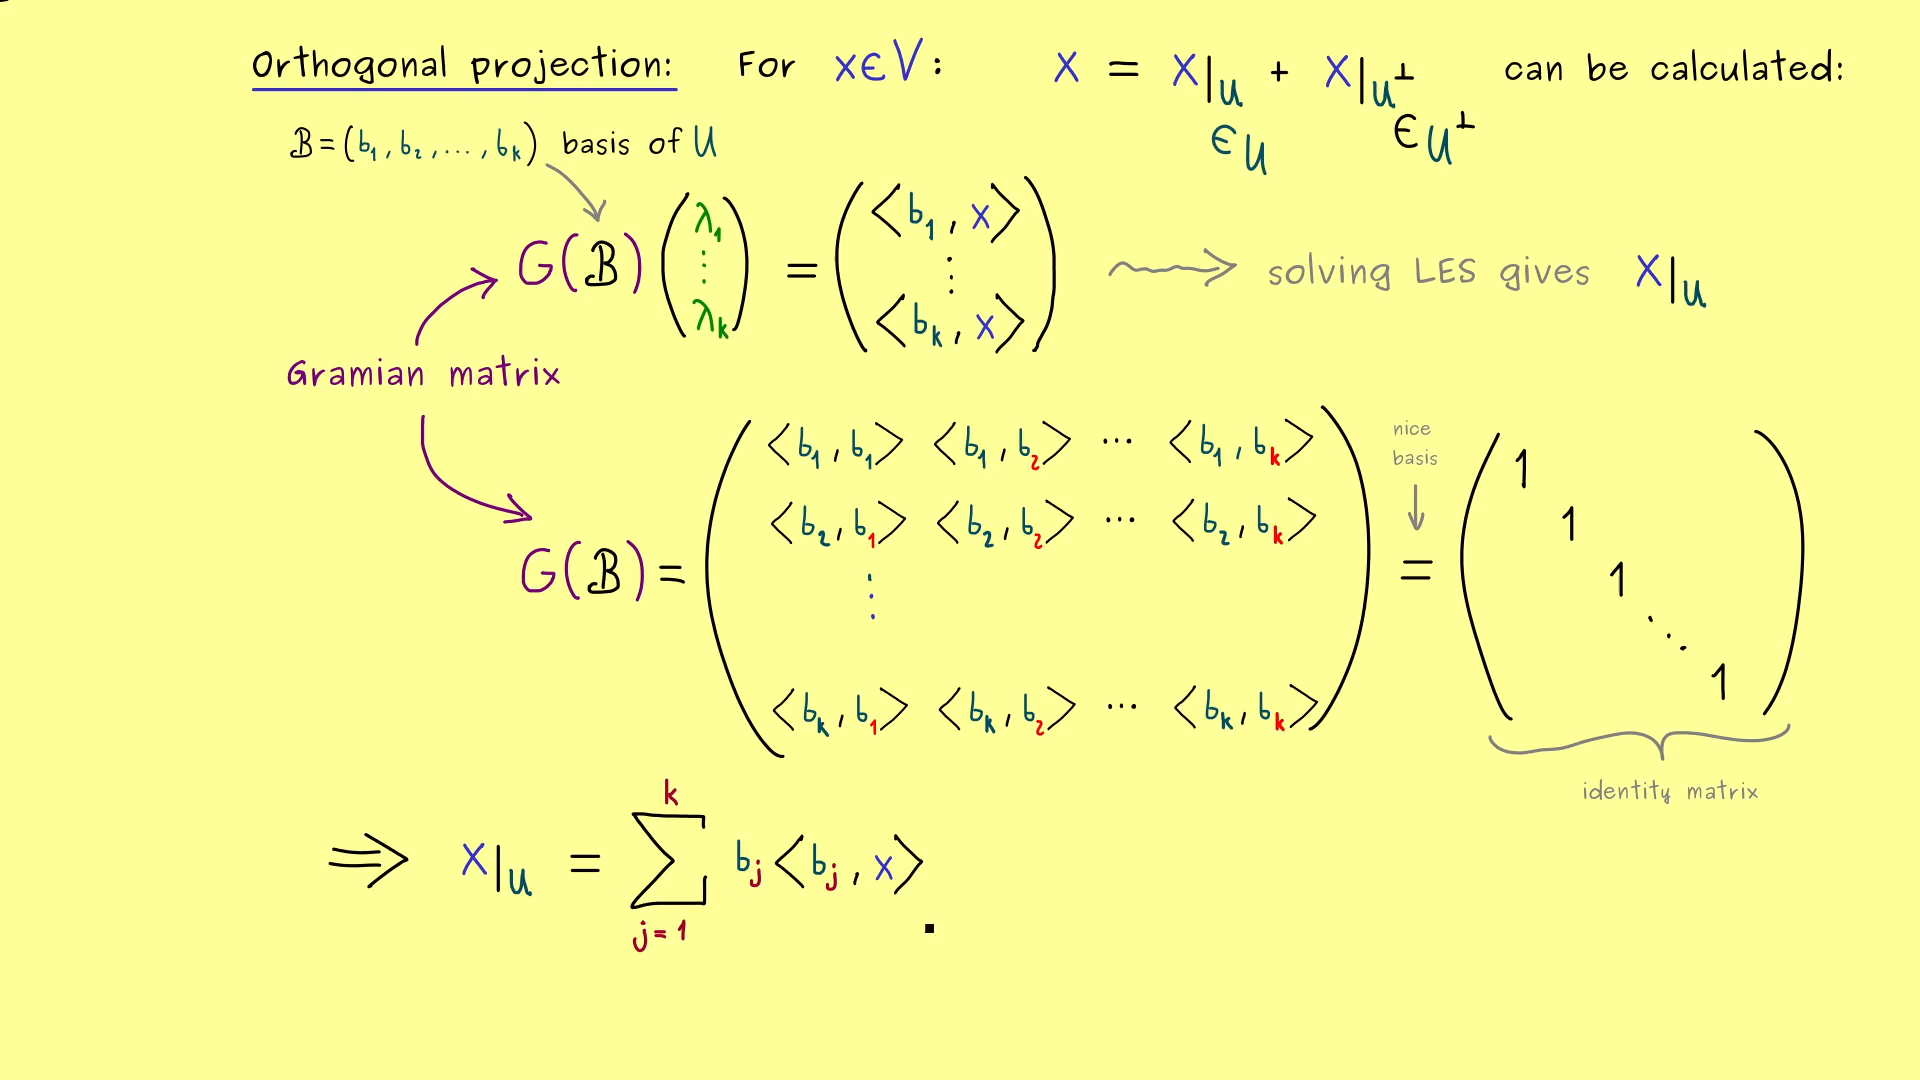 Orthogonal projection: For x∈V: x = x|U + x|U⊥ can be calculated:
∈U ∈U⊥
B=(b1, b2, ..., bk) basis of U
G(B) (λ1 ⋮ λk) = (<b1, x> ⋮ <bk, x>) solving LES gives x|U
Gramian matrix
nice basis
<b1, b1> <b1, b2> ... <b1, bk>
<b2, b1> <b2, b2> ... <b2, bk>
G(B) = ⋮ = 1 1 1 ⋱ 1
<bk, b1> <bk, b2> ... <bk, bk>
identity matrix
⇒ x|U = ∑ k j=1 bj <bj, x>